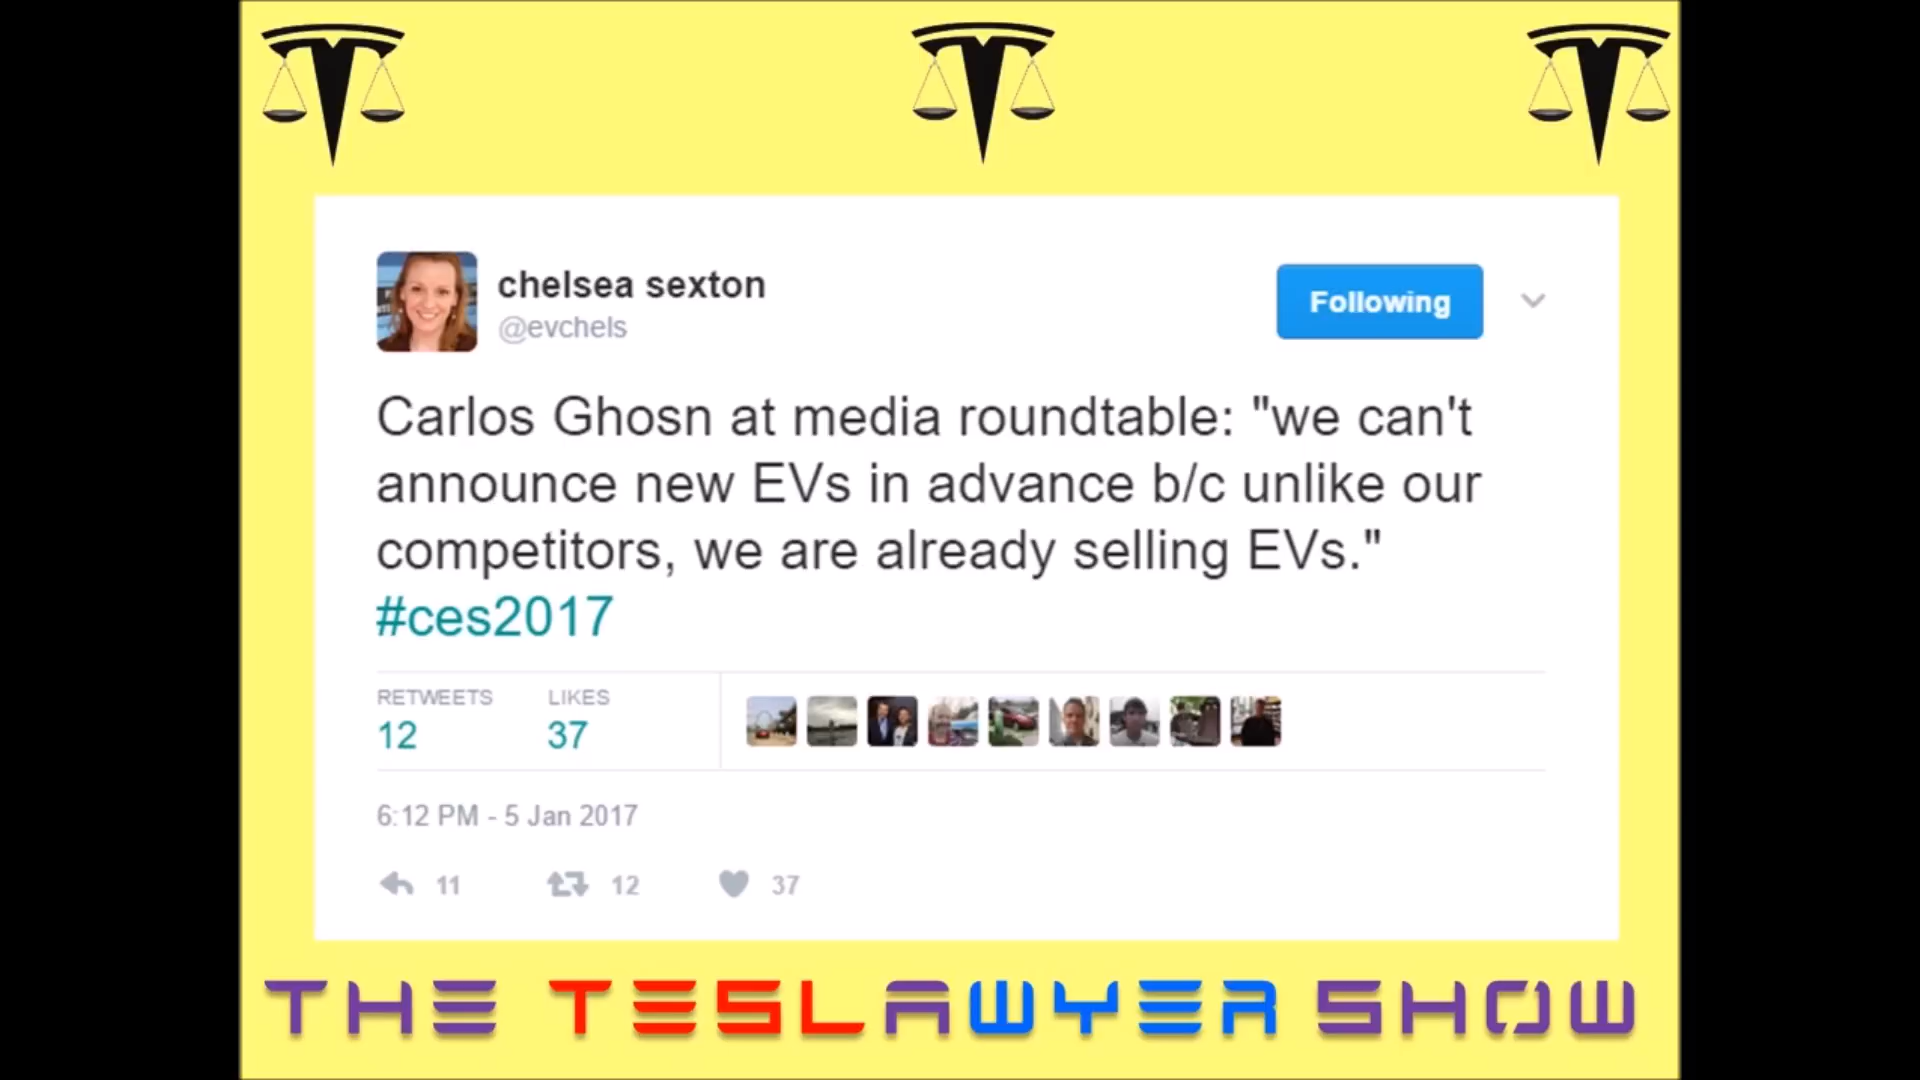 chelsea sexton
@evchels
Following
Carlos Ghosn at media roundtable: "we can't
announce new EVs in advance b/c unlike our
competitors, we are already selling EVs."
#ces2017
RETWEETS LIKES
12 37
6:12 PM - 5 Jan 2017
11 12 37
THE TESLAWYER SHOW